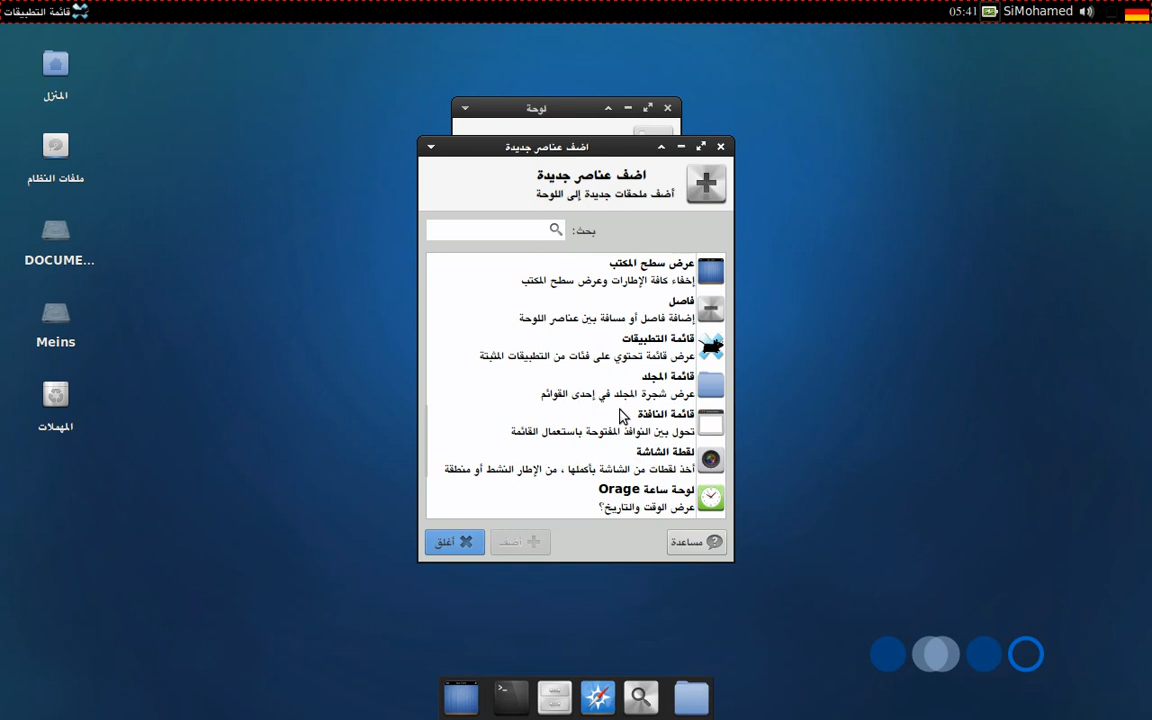 قائمة التطبيقات
05:41
SiMohamed
المنزل
ملفات النظام
DOCUME...
Meins
المهملات
لوحة
اضف عناصر جديدة
اضف عناصر جديدة
أضف ملحقات جديدة إلى اللوحة
بحث:
عرض سطح المكتب
إخفاء كافة الإطارات وعرض سطح المكتب
فاصل
إضافة فاصل أو مسافة بين عناصر اللوحة
قائمة التطبيقات
عرض قائمة تحتوي على فئات من التطبيقات المثبتة
قائمة المجلد
عرض شجرة المجلد في إحدى القوائم
قائمة النافذة
تحول بين النوافذ المفتوحة باستعمال القائمة
لقطة الشاشة
أخذ لقطات من الشاشة بأكملها ، من الإطار النشط أو منطقة
لوحة ساعة Orage
عرض الوقت والتاريخ؟
مساعدة
أضف
أغلق